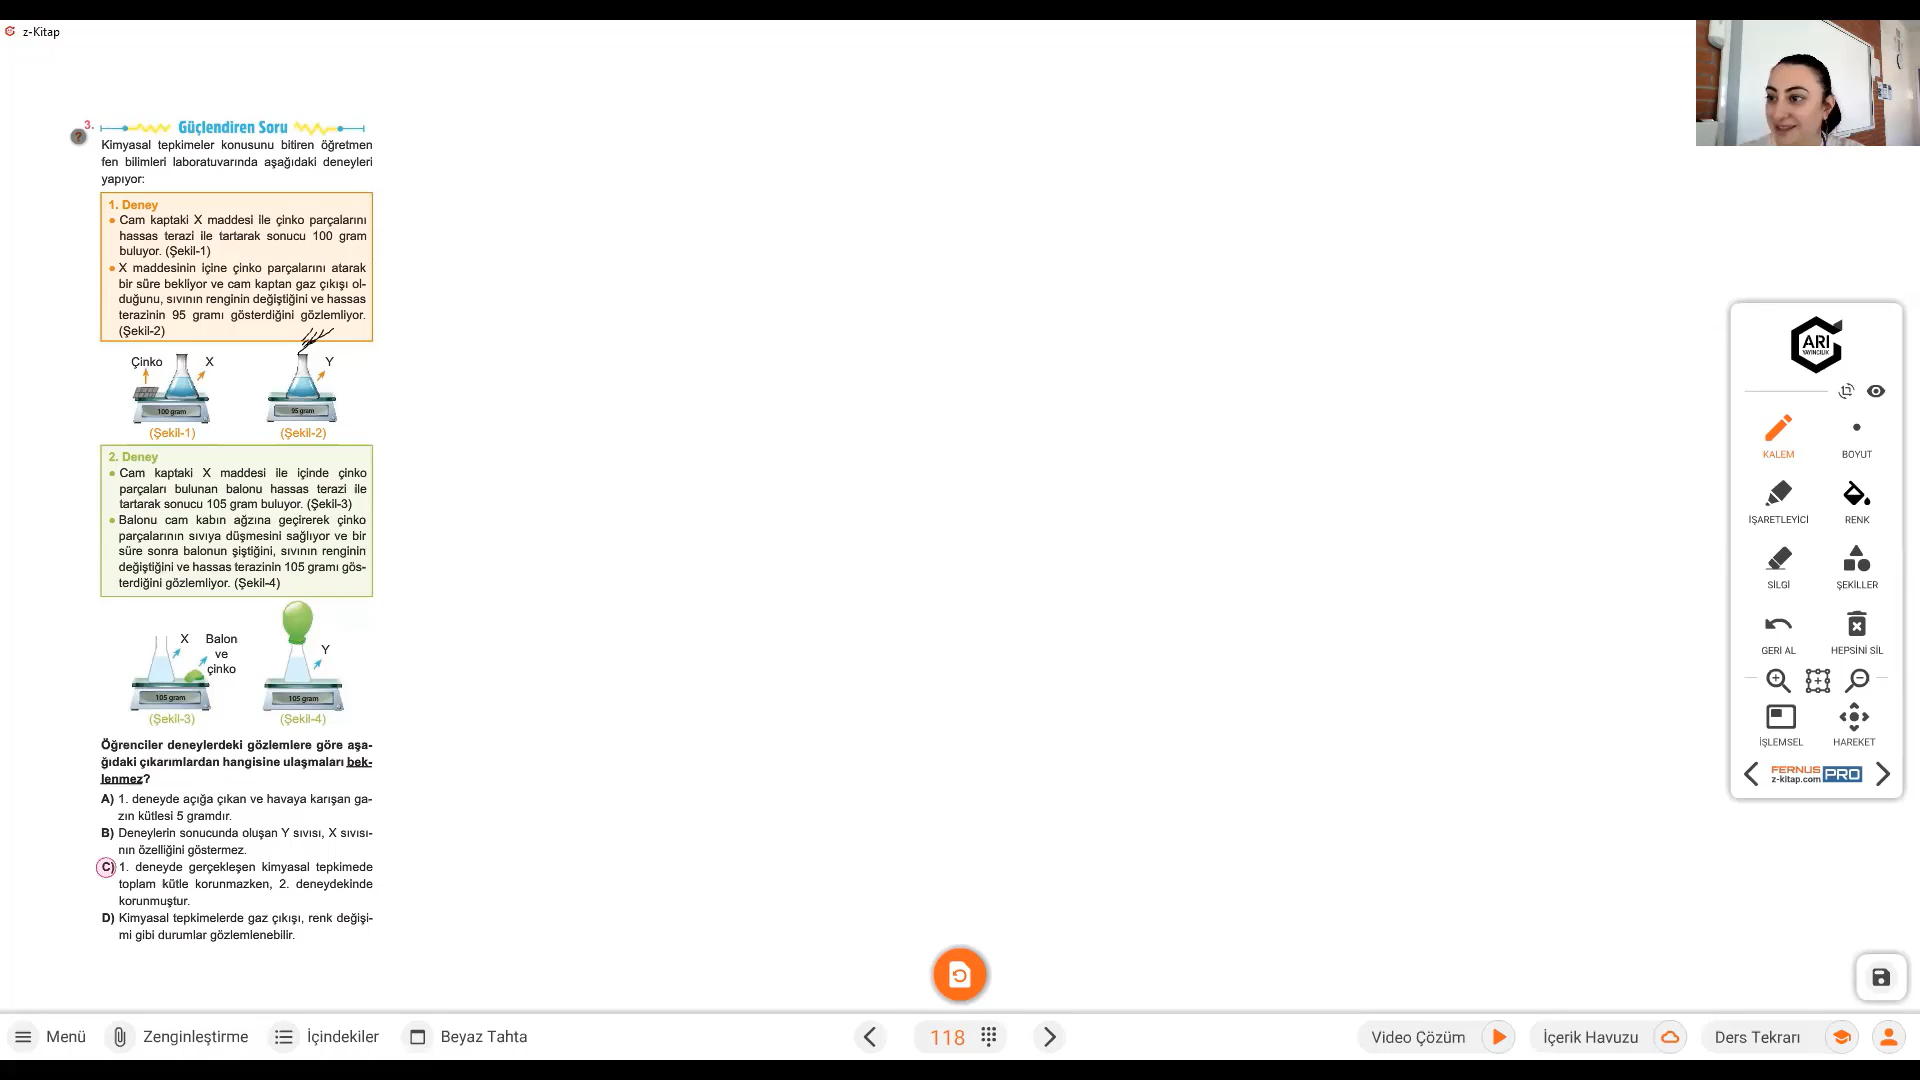 z-Kitap
3.
Güçlendiren Soru
?
Kimyasal tepkimeler konusunu bitiren öğretmen
fen bilimleri laboratuvarında aşağıdaki deneyleri
yapıyor:
1. Deney
• Cam kaptaki X maddesi ile çinko parçalarını
hassas terazi ile tartarak sonucu 100 gram
buluyor. (Şekil-1)
• X maddesinin içine çinko parçalarını atarak
bir süre bekliyor ve cam kaptan gaz çıkışı ol-
duğunu, sıvının renginin değiştiğini ve hassas
terazinin 95 gramı gösterdiğini gözlemliyor.
(Şekil-2)
Çinko X Y
100 gram 95 gram
(Şekil-1) (Şekil-2)
2. Deney
• Cam kaptaki X maddesi ile içinde çinko
parçaları bulunan balonu hassas terazi ile
tartarak sonucu 105 gram buluyor. (Şekil-3)
• Balonu cam kabın ağzına geçirerek çinko
parçalarının sıvıya düşmesini sağlıyor ve bir
süre sonra balonun şiştiğini, sıvının renginin
değiştiğini ve hassas terazinin 105 gramı gös-
terdiğini gözlemliyor. (Şekil-4)
X Balon
ve
çinko
Y
105 gram 105 gram
(Şekil-3) (Şekil-4)
Öğrenciler deneylerdeki gözlemlere göre aşa-
ğıdaki çıkarımlardan hangisine ulaşmaları bek-
lenmez?
A) 1. deneyde açığa çıkan ve havaya karışan ga-
zın kütlesi 5 gramdır.
B) Deneylerin sonucunda oluşan Y sıvısı, X sıvısı-
nın özelliğini göstermez.
C) 1. deneyde gerçekleşen kimyasal tepkimede
toplam kütle korunmazken, 2. deneydekinde
korunmuştur.
D) Kimyasal tepkimelerde gaz çıkışı, renk değişi-
mi gibi durumlar gözlemlenebilir.
ARI
YAYINCILIK
KALEM BOYUT
İŞARETLEYİCİ RENK
SİLGİ ŞEKİLLER
GERİ AL HEPSİNİ SİL
İŞLEMSEL HAREKET
FERNUS PRO
z-kitap.com
Menü Zenginleştirme İçindekiler Beyaz Tahta 118 Video Çözüm İçerik Havuzu Ders Tekrarı